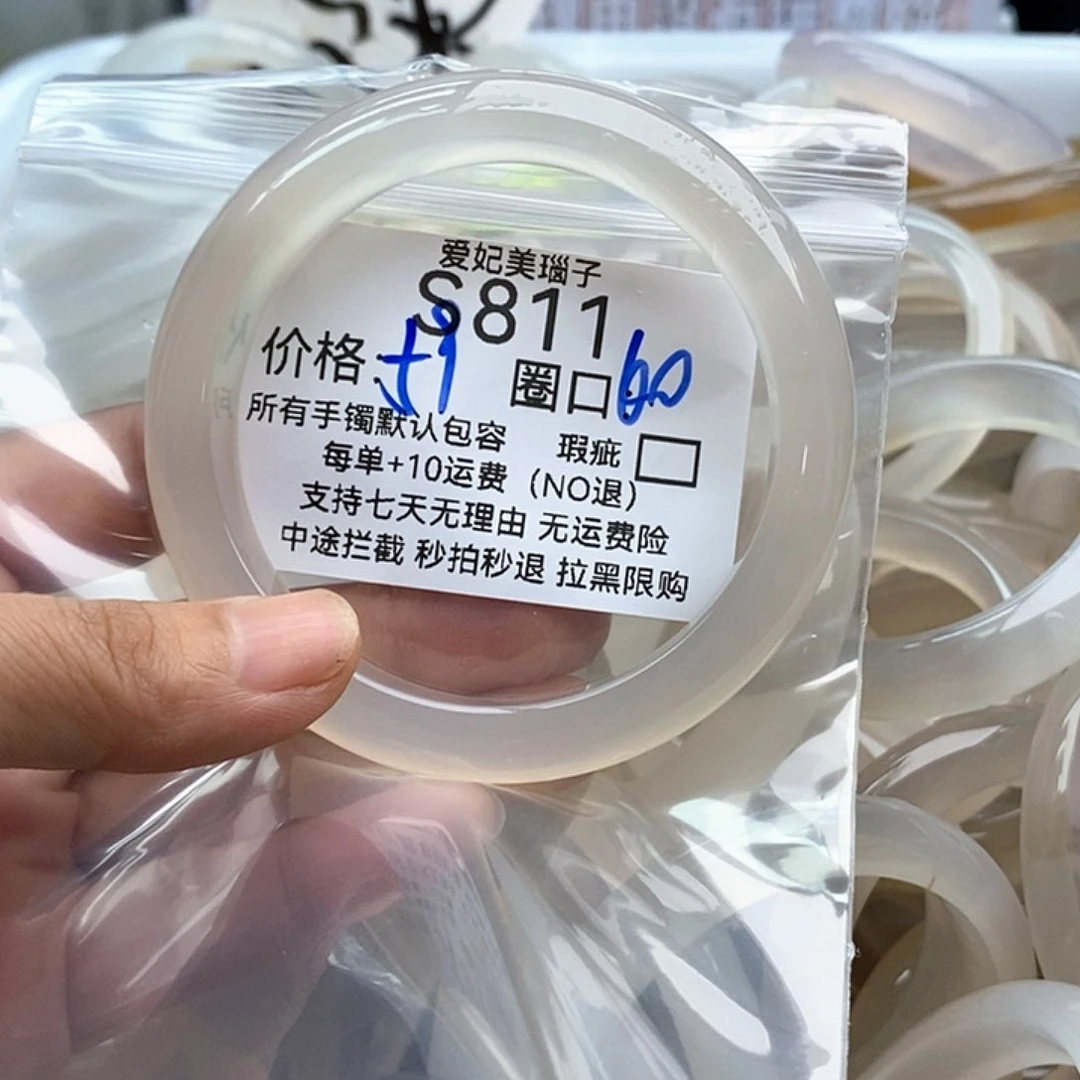 爱妃美瑙子
S811
价格: 59 圈口: 60
所有手镯默认包容 瑕疵
每单+10运费（NO退）
支持七天无理由 无运费险
中途拦截 秒拍秒退 拉黑限购